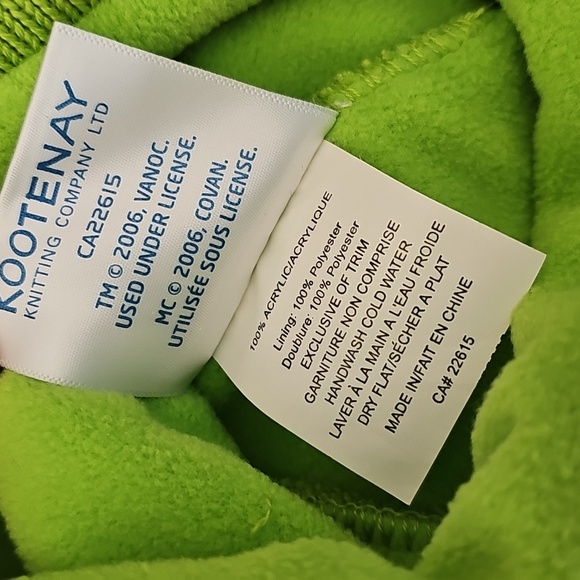 KOOTENAY
KNITTING COMPANY LTD
CA22615
TM © 2006, VANOC.
USED UNDER LICENSE.
MC © 2006, COVAN.
UTILISÉE SOUS LICENSE.
100% ACRYLIC/ACRYLIQUE
Lining: 100% Polyester
Doublure: 100% Polyester
EXCLUSIVE OF TRIM
GARNITURE NON COMPRISE
HANDWASH COLD WATER
LAVER À LA MAIN A L'EAU FROIDE
DRY FLAT/SÉCHER A PLAT
MADE IN/FAIT EN CHINE
CA# 22615